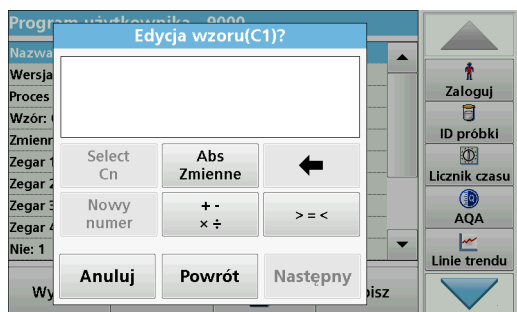 Program użytkownika 9000
Edycja wzoru(C1)?
Nazwa
Wersja
Proces
Wzór:
Zmienn
Zegar 1
Zegar 2
Zegar 3
Zegar 4
Nie: 1
Select
Cn
Abs
Zmienne
Nowy
numer
+ -
× ÷
> = <
Anuluj
Powrót
Następny
Wy
pisz
Zaloguj
ID próbki
Licznik czasu
AQA
Linie trendu